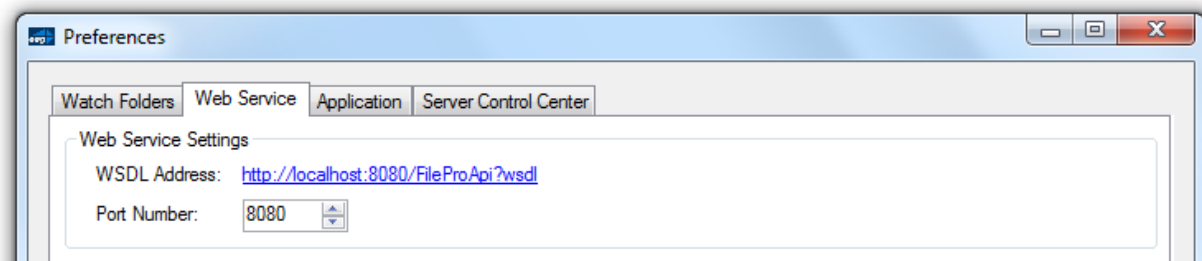 Preferences
Watch Folders Web Service Application Server Control Center
Web Service Settings
WSDL Address: http://localhost:8080/FileProApi?wsdl
Port Number: 8080